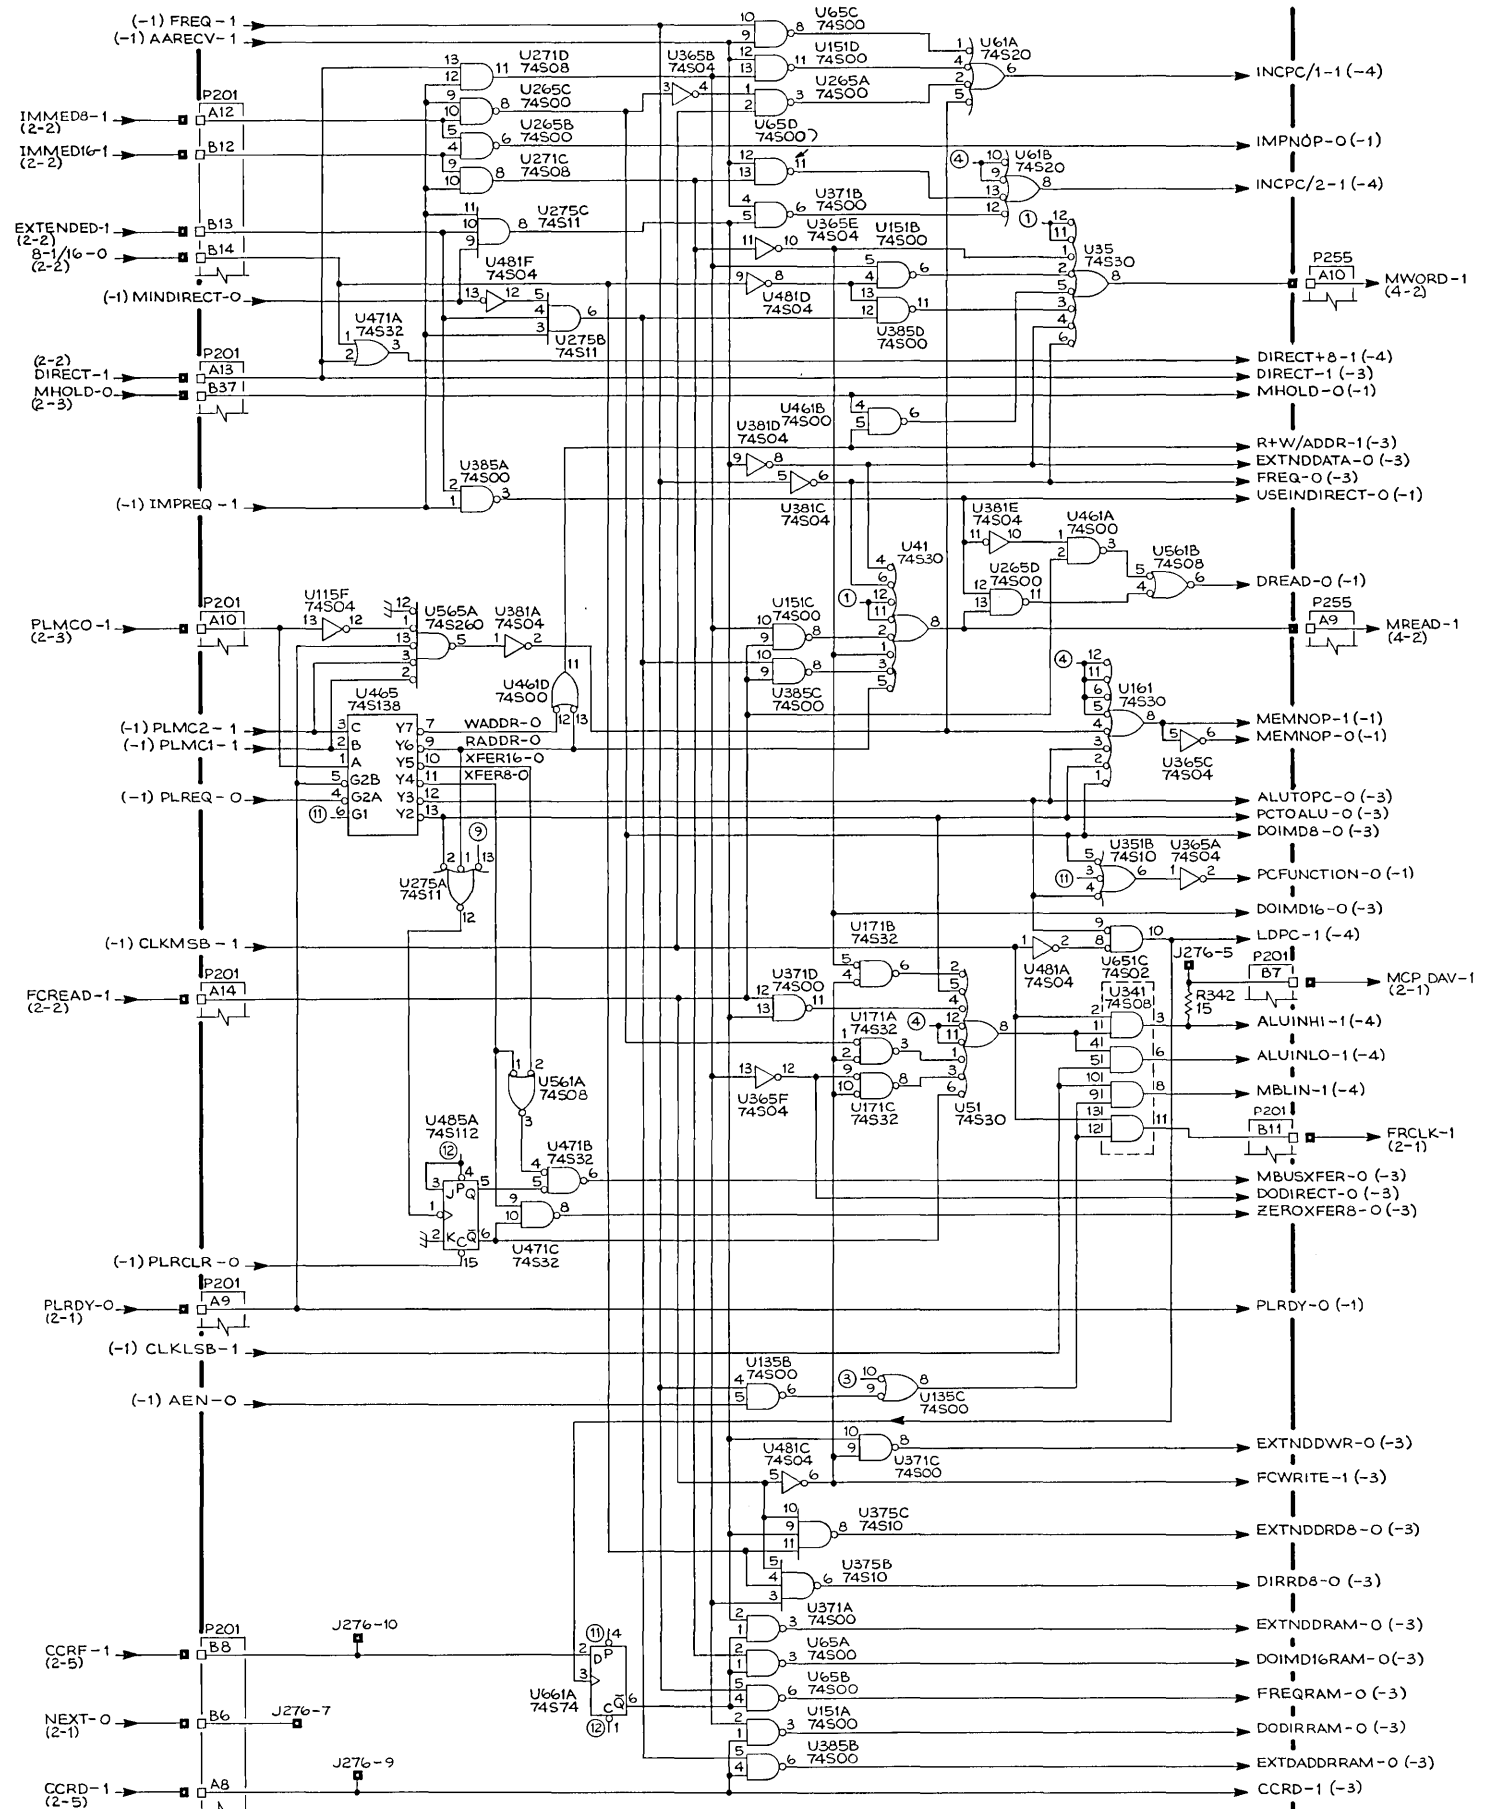 (-1) FREQ-1
(-1) AARECV-1
P201
A12
IMMED8-1
(2-2)
IMMED16-1
(2-2)
B12
EXTENDED-1
(2-2)
B13
8-1/16-0
(2-2)
B14
(-1) MINDIRECT-0
(2-2)
DIRECT-1
P201
A13
MHOLD-0
(2-3)
B37
(-1) IMPREQ-1
PLMC0-1
(2-3)
P201
A10
(-1) PLMC2-1
(-1) PLMC1-1
(-1) PLREQ-0
(-1) CLKMSB-1
FCREAD-1
(2-2)
P201
A14
(-1) PLRCLR-0
PLRDY-0
(2-1)
P201
A9
(-1) CLKLSB-1
(-1) AEN-0
CCRF-1
(2-5)
P201
B8
J276-10
NEXT-0
(2-1)
B6
J276-7
CCRD-1
(2-5)
A8
J276-9
U271D
74S08
U265C
74S00
U265B
74S00
U271C
74S08
U275C
74S11
U481F
74S04
U275B
74S11
U471A
74S32
U385A
74S00
U115F
74S04
U565A
74S260
U381A
74S04
U465
74S138
C
B
A
G2B
G2A
G1
Y7
Y6
Y5
Y4
Y3
Y2
WADDR-0
RADDR-0
XFER16-0
XFER8-0
U461D
74S00
U275A
74S11
U561A
74S08
U485A
74S112
J P Q
K C Q
U471B
74S32
U471C
74S32
U661A
74S74
D P
C Q
U365B
74S04
U65C
74S00
U151D
74S00
U265A
74S00
U65D
74S00
U371B
74S00
U365E
74S04
U151B
74S00
U481D
74S04
U385D
74S00
U61A
74S20
U61B
74S20
U35
74S30
U461B
74S00
U381D
74S04
U381C
74S04
U41
74S30
U151C
74S00
U385C
74S00
U381E
74S04
U461A
74S00
U265D
74S00
U561B
74S08
U161
74S30
U365C
74S04
U351B
74S10
U365A
74S04
U171B
74S32
U371D
74S00
U171A
74S32
U171C
74S32
U365F
74S04
U51
74S30
U481A
74S04
U651C
74S02
U341
74S08
J276-5
R342
15
U135B
74S00
U135C
74S00
U371C
74S00
U481C
74S04
U375C
74S10
U375B
74S10
U371A
74S00
U65A
74S00
U65B
74S00
U151A
74S00
U385B
74S00
INCPC/1-1 (-4)
IMPNOP-0 (-1)
INCPC/2-1 (-4)
P255
A10
MWORD-1
(4-2)
DIRECT+8-1 (-4)
DIRECT-1 (-3)
MHOLD-0 (-1)
R+W/ADDR-1 (-3)
EXTNDDATA-0 (-3)
FREQ-0 (-3)
USEINDIRECT-0 (-1)
DREAD-0 (-1)
P255
A9
MREAD-1
(4-2)
MEMNOP-1 (-1)
MEMNOP-0 (-1)
ALUTOPC-0 (-3)
PCTOALU-0 (-3)
DOIMD8-0 (-3)
PCFUNCTION-0 (-1)
DOIMD16-0 (-3)
LDPC-1 (-4)
P201
B7
MCP DAV-1
(2-1)
ALUINHI-1 (-4)
ALUINLO-1 (-4)
MBLIN-1 (-4)
P201
B11
FRCLK-1
(2-1)
MBUSXFER-0 (-3)
DODIRECT-0 (-3)
ZEROXFER8-0 (-3)
PLRDY-0 (-1)
EXTNDDWR-0 (-3)
FCWRITE-1 (-3)
EXTNDDRD8-0 (-3)
DIRRD8-0 (-3)
EXTNDDRAM-0 (-3)
DOIMD16RAM-0 (-3)
FREQRAM-0 (-3)
DODIRRAM-0 (-3)
EXTDADDRRAM-0 (-3)
CCRD-1 (-3)